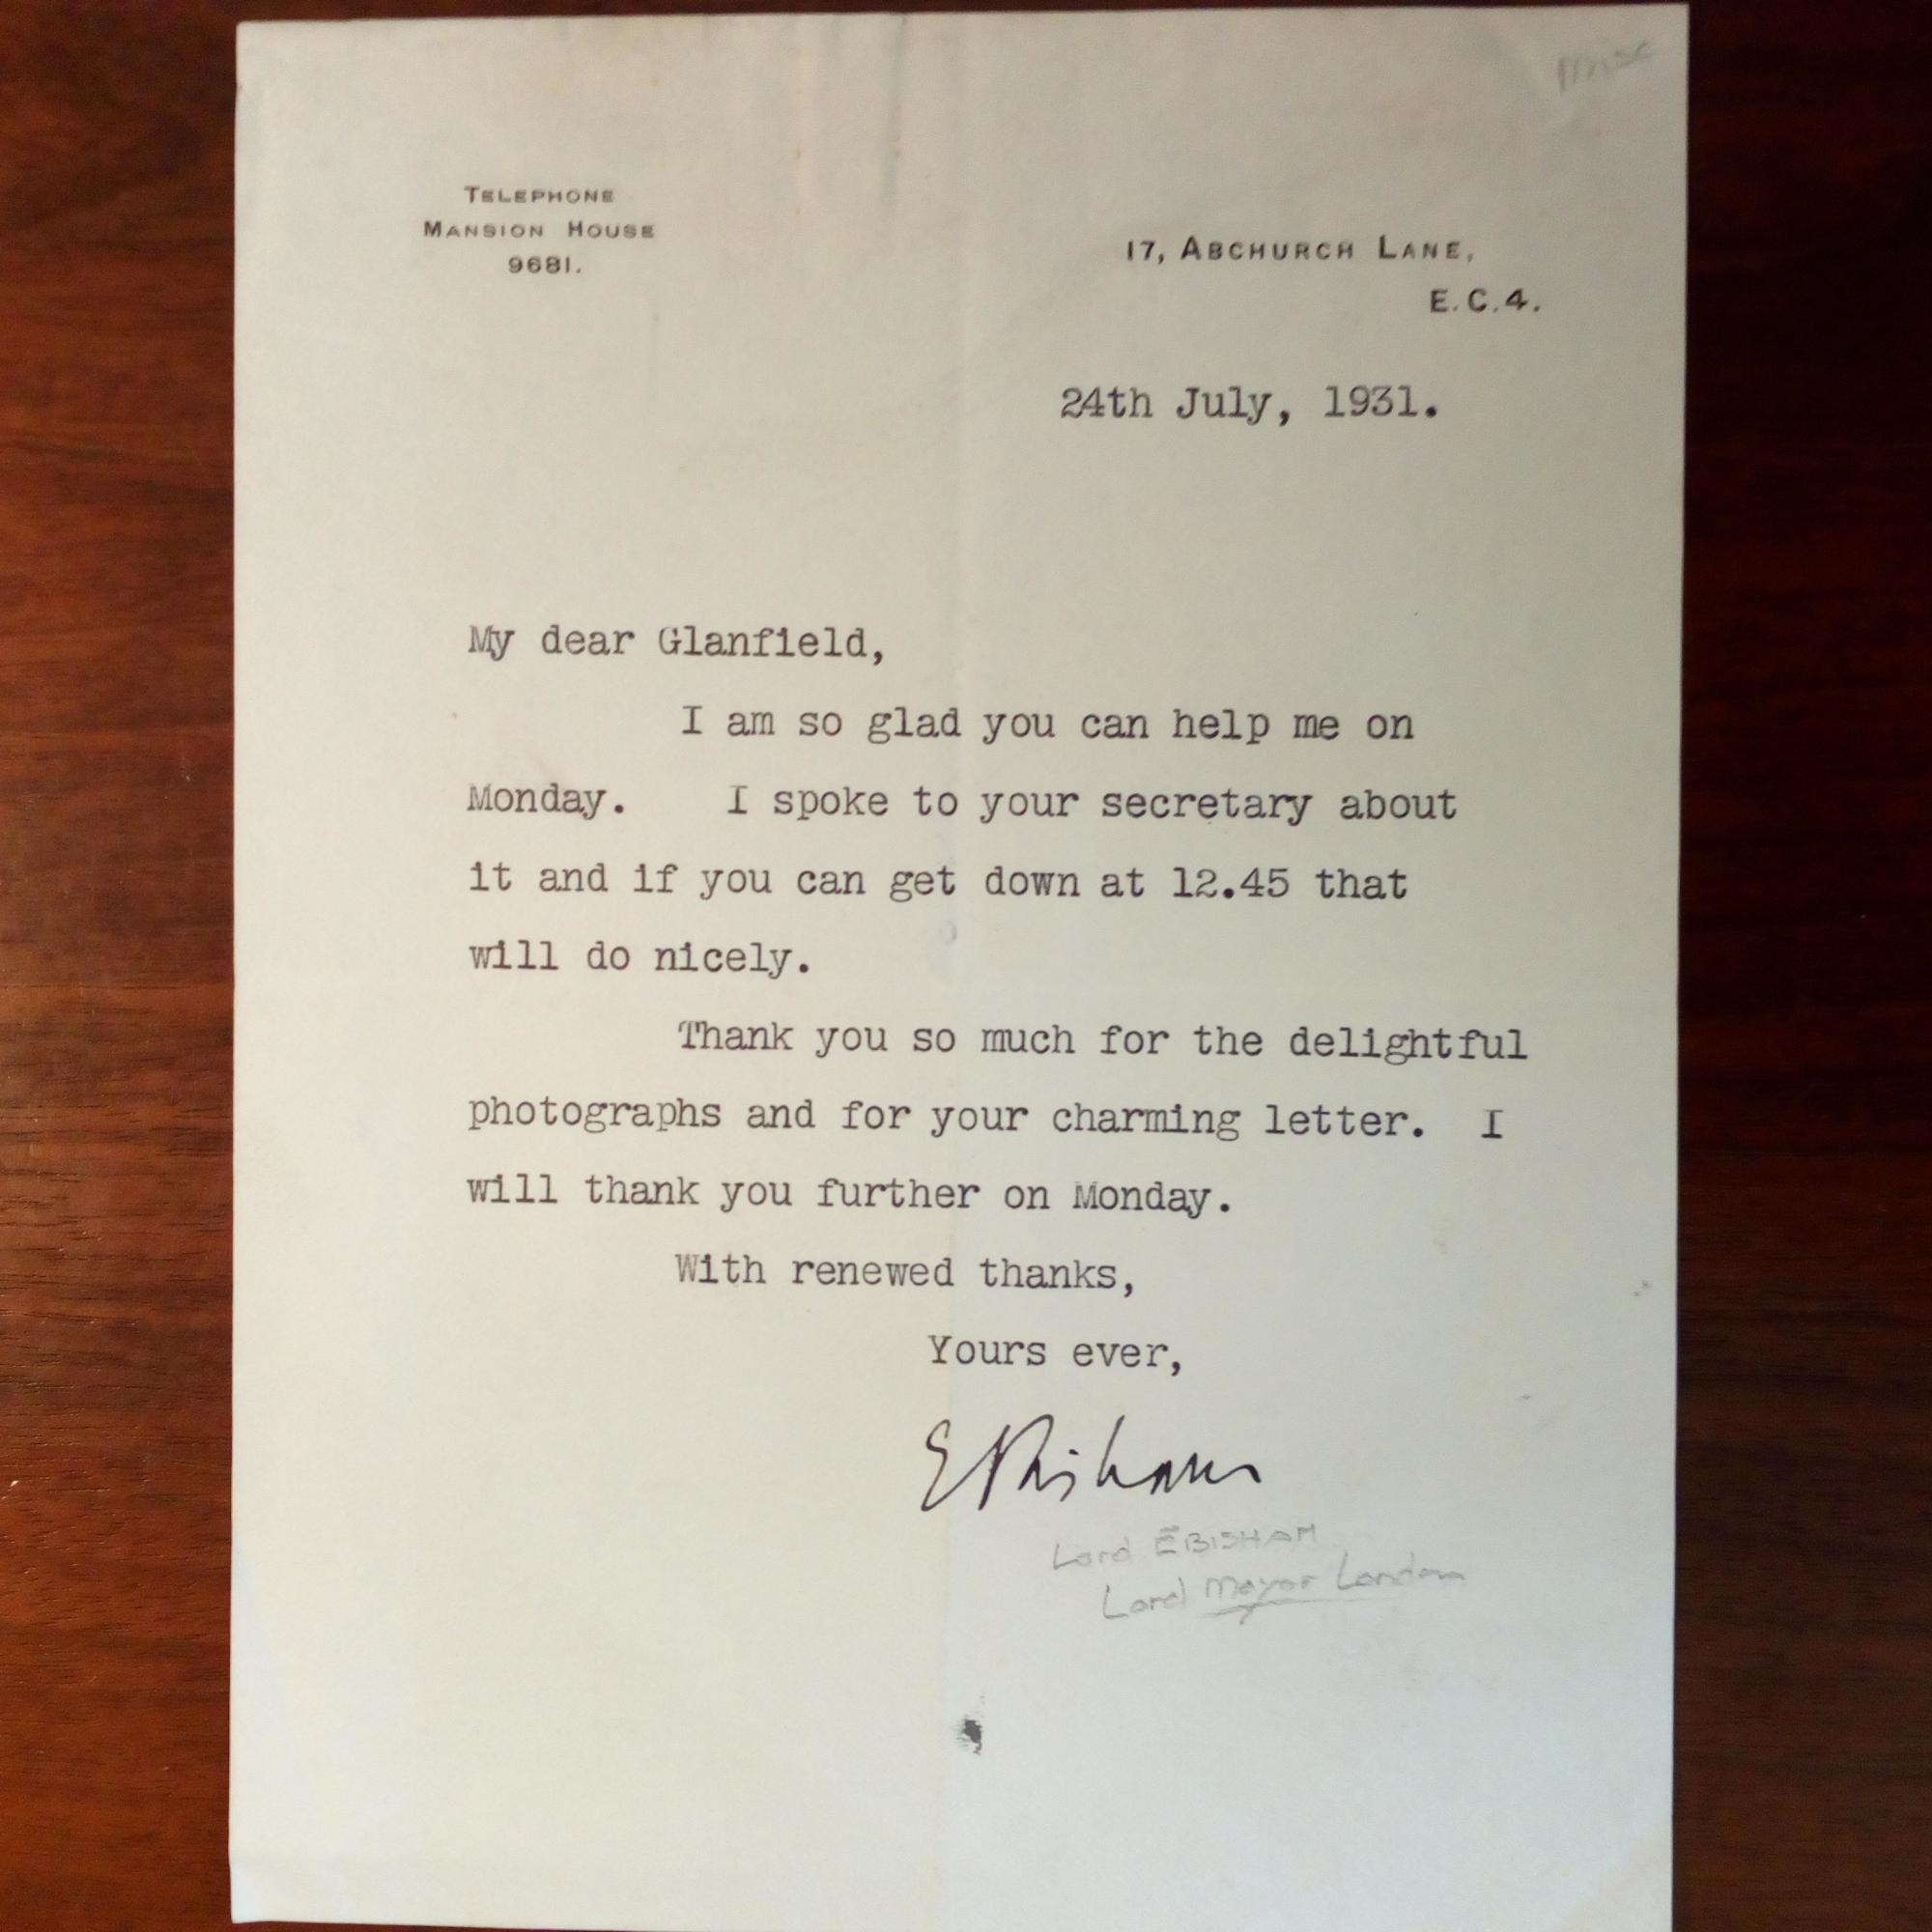 misc
TELEPHONE
MANSION HOUSE
9681.
17, ABCHURCH LANE,
E.C.4.
24th July, 1931.
My dear Glanfield,
I am so glad you can help me on
Monday. I spoke to your secretary about
it and if you can get down at 12.45 that
will do nicely.
Thank you so much for the delightful
photographs and for your charming letter. I
will thank you further on Monday.
With renewed thanks,
Yours ever,
Ebisham
Lord EBISHAM
Lord Mayor London